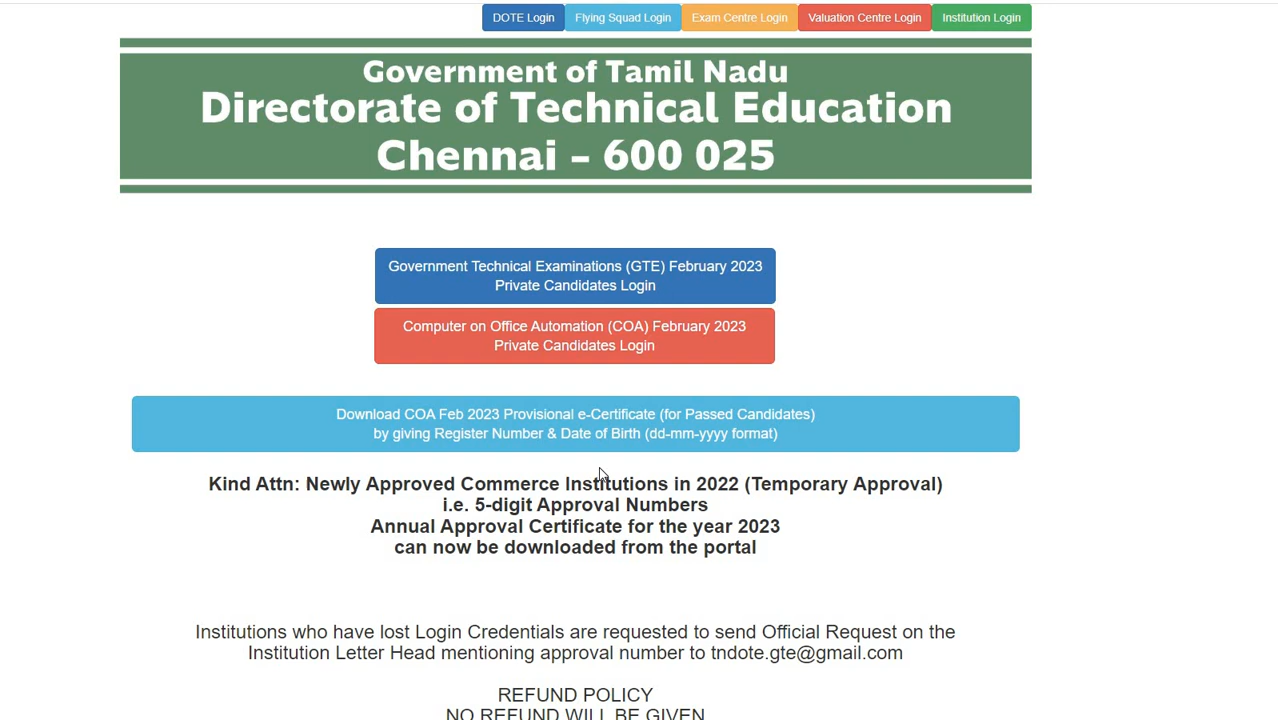 DOTE Login Flying Squad Login Exam Centre Login Valuation Centre Login Institution Login
Government of Tamil Nadu
Directorate of Technical Education
Chennai – 600 025
Government Technical Examinations (GTE) February 2023
Private Candidates Login
Computer on Office Automation (COA) February 2023
Private Candidates Login
Download COA Feb 2023 Provisional e-Certificate (for Passed Candidates)
by giving Register Number & Date of Birth (dd-mm-yyyy format)
Kind Attn: Newly Approved Commerce Institutions in 2022 (Temporary Approval)
i.e. 5-digit Approval Numbers
Annual Approval Certificate for the year 2023
can now be downloaded from the portal
Institutions who have lost Login Credentials are requested to send Official Request on the
Institution Letter Head mentioning approval number to tndote.gte@gmail.com
REFUND POLICY
NO REFUND WILL BE GIVEN